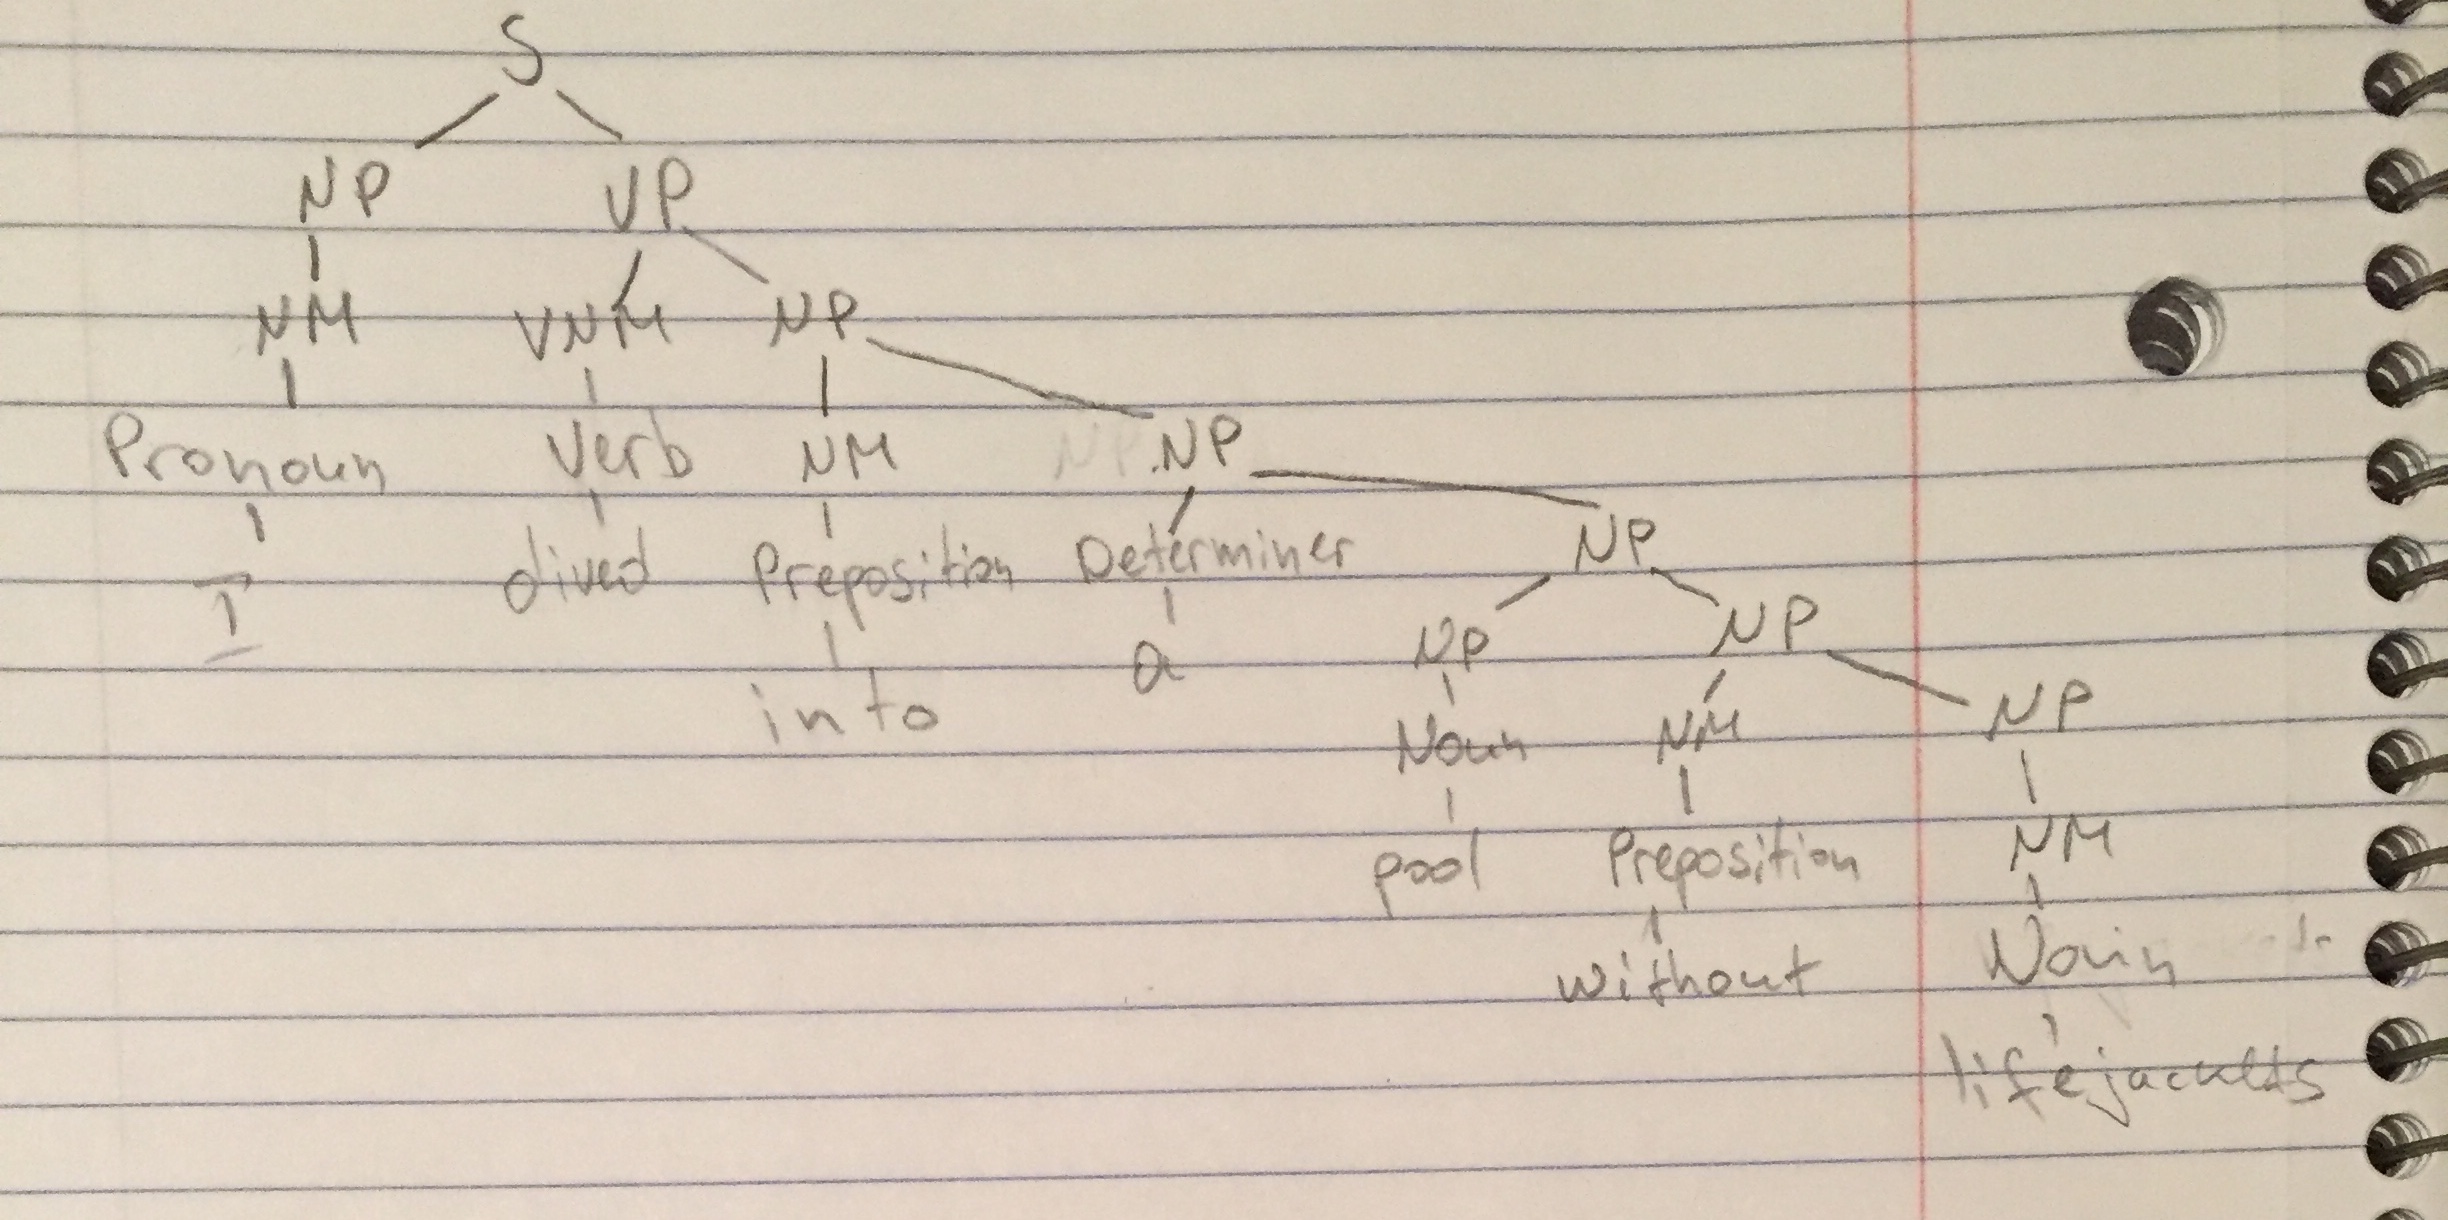 S
NP VP
NM VNM NP
Pronoun Verb NM NP NP
I dived Preposition Determiner NP
into a NP NP
Noun NM NP
pool Preposition NM
without Noun
lifejackets